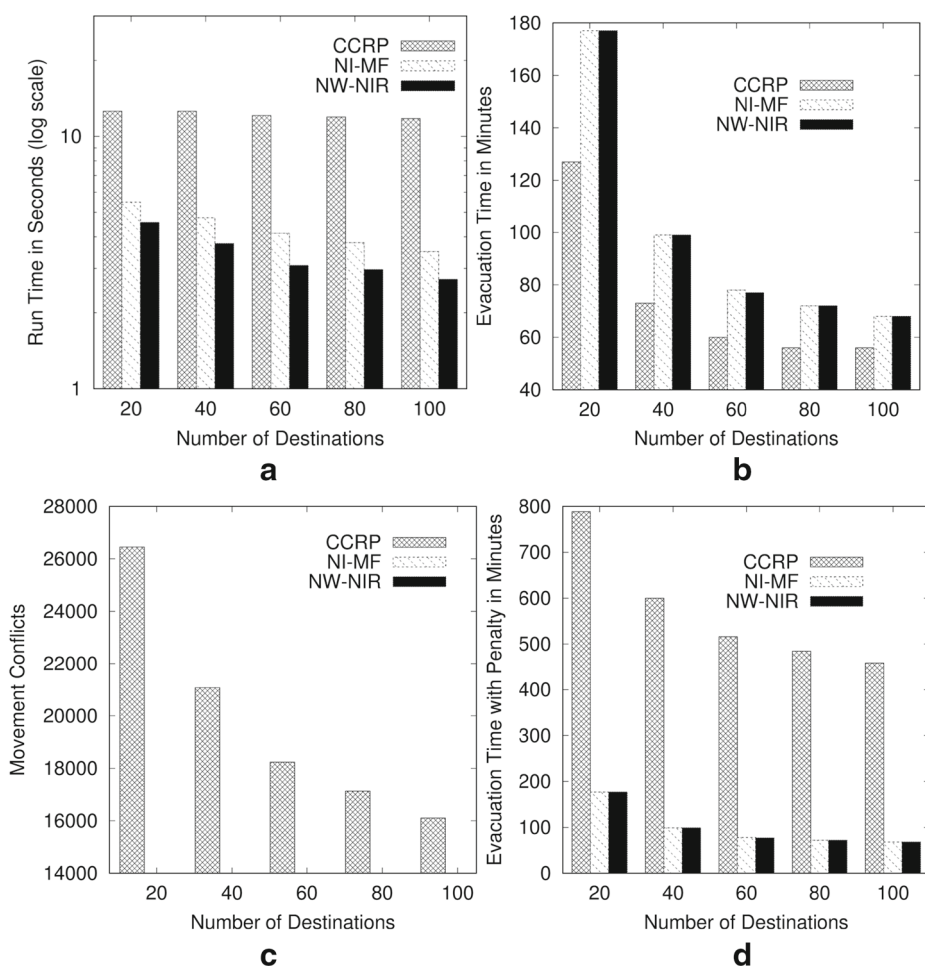 Run Time in Seconds (log scale)
10
1
CCRP
NI-MF
NW-NIR
20 40 60 80 100
Number of Destinations
a
Evacuation Time in Minutes
180
160
140
120
100
80
60
40
CCRP
NI-MF
NW-NIR
20 40 60 80 100
Number of Destinations
b
Movement Conflicts
28000
26000
24000
22000
20000
18000
16000
14000
CCRP
NI-MF
NW-NIR
20 40 60 80 100
Number of Destinations
c
Evacuation Time with Penalty in Minutes
800
700
600
500
400
300
200
100
0
CCRP
NI-MF
NW-NIR
20 40 60 80 100
Number of Destinations
d